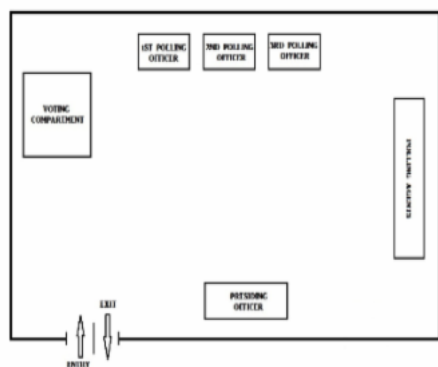 1ST POLLING
OFFICER
2ND POLLING
OFFICER
3RD POLLING
OFFICER
VOTING
COMPARTMENT
POLLING AGENTS
PRESIDING
OFFICER
EXIT
ENTRY